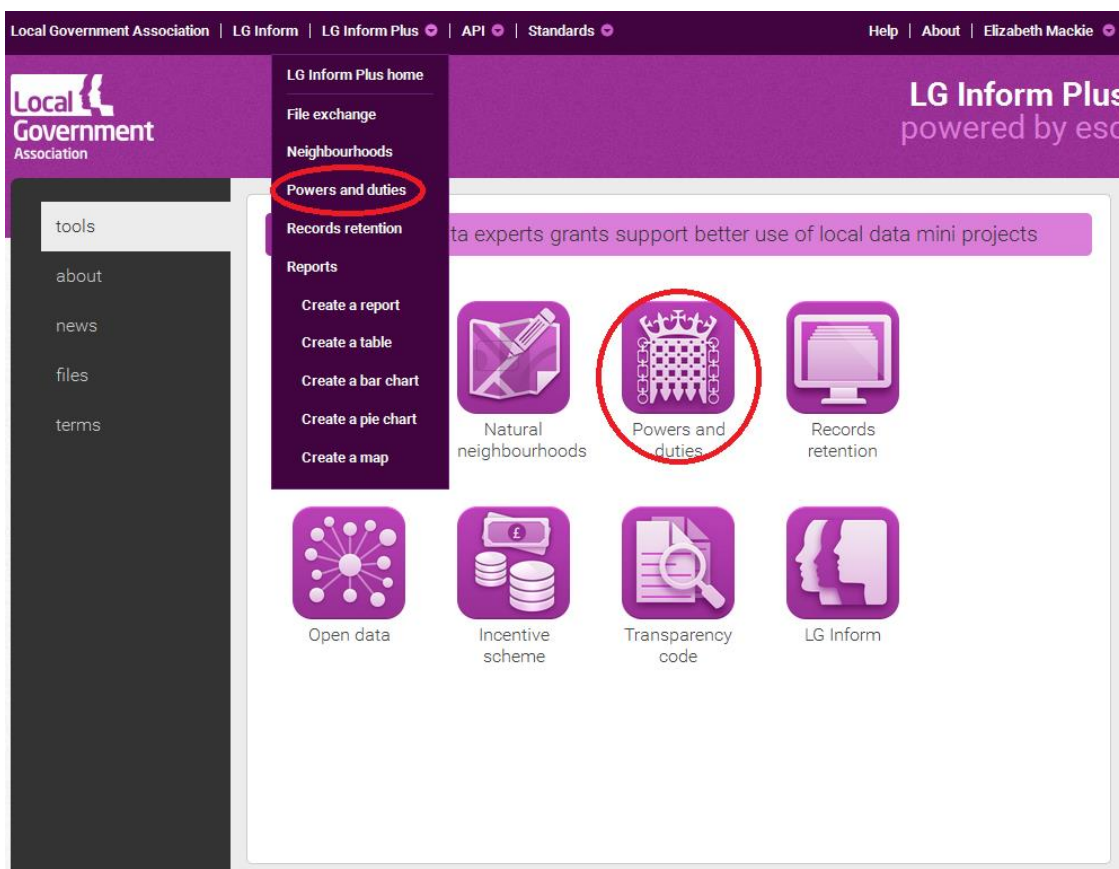 Local Government Association | LG Inform | LG Inform Plus | API | Standards
Help | About | Elizabeth Mackie
Local
Government
Association
LG Inform Plus
powered by esd
LG Inform Plus home
File exchange
Neighbourhoods
Powers and duties
Records retention
Reports
Create a report
Create a table
Create a bar chart
Create a pie chart
Create a map
tools
about
news
files
terms
ta experts grants support better use of local data mini projects
Natural
neighbourhoods
Powers and
duties
Records
retention
Open data
£
Incentive
scheme
Transparency
code
LG Inform